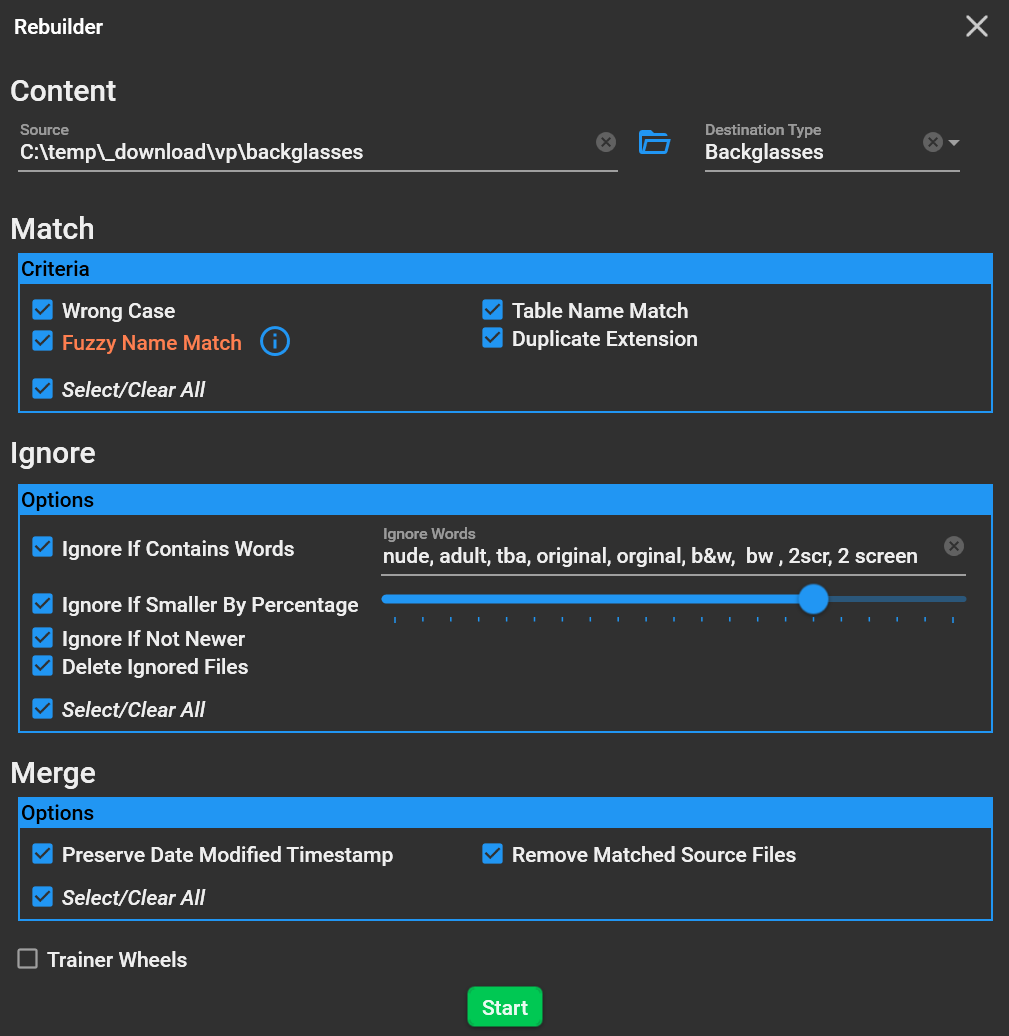 Rebuilder
Content
Source
C:\temp\_download\vp\backglasses
Destination Type
Backglasses
Match
Criteria
Wrong Case
Table Name Match
Fuzzy Name Match
Duplicate Extension
Select/Clear All
Ignore
Options
Ignore If Contains Words
Ignore Words
nude, adult, tba, original, orginal, b&w,  bw , 2scr, 2 screen
Ignore If Smaller By Percentage
Ignore If Not Newer
Delete Ignored Files
Select/Clear All
Merge
Options
Preserve Date Modified Timestamp
Remove Matched Source Files
Select/Clear All
Trainer Wheels
Start